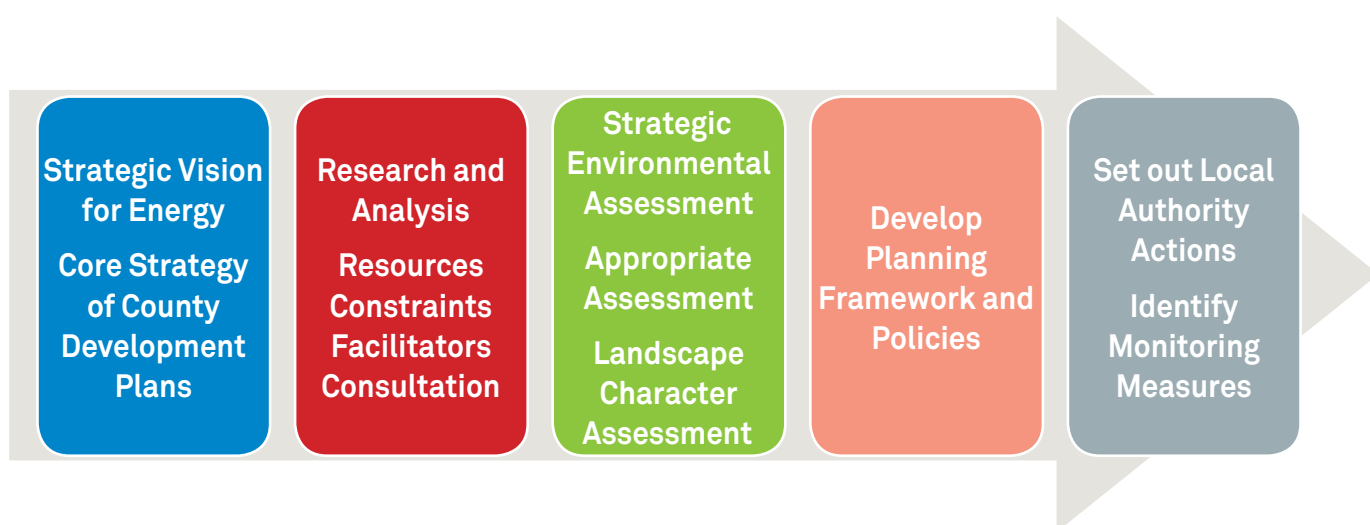 Strategic Vision
for Energy
Core Strategy
of County
Development
Plans
Research and
Analysis
Resources
Constraints
Facilitators
Consultation
Strategic
Environmental
Assessment
Appropriate
Assessment
Landscape
Character
Assessment
Develop
Planning
Framework and
Policies
Set out Local
Authority
Actions
Identify
Monitoring
Measures